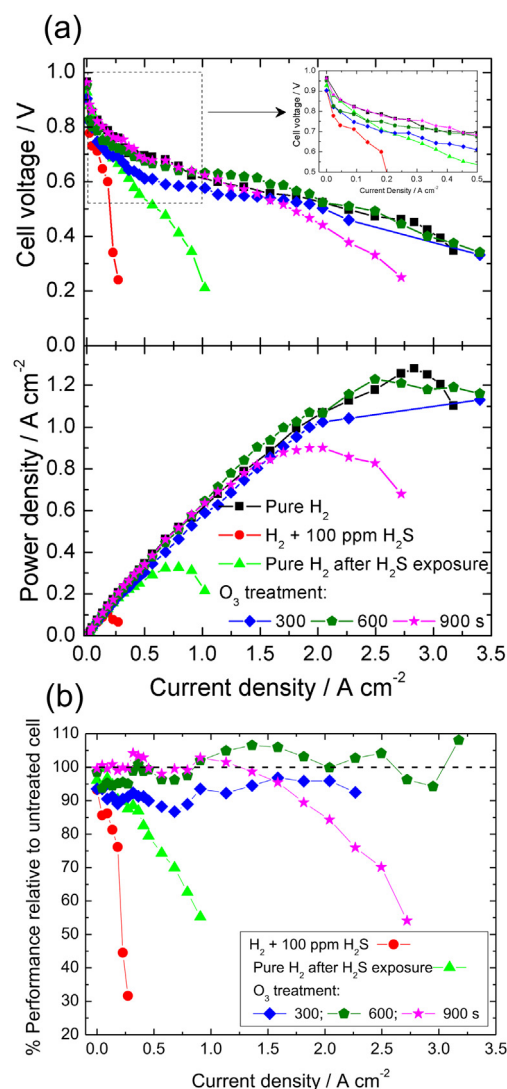 (a)
1.0
0.8
0.6
0.4
0.2
0.0
Cell voltage / V
1.0
0.9
0.8
0.7
0.6
0.5
Cell voltage / V
0.0 0.1 0.2 0.3 0.4 0.5
Current Density / A cm⁻²
1.2
1.0
0.8
0.6
0.4
0.2
0.0
Power density / A cm⁻²
Pure H₂
H₂ + 100 ppm H₂S
Pure H₂ after H₂S exposure
O₃ treatment:
300 600 900 s
0.0 0.5 1.0 1.5 2.0 2.5 3.0 3.5
Current density / A cm⁻²
(b)
110
100
90
80
70
60
50
40
30
20
% Performance relative to untreated cell
H₂ + 100 ppm H₂S
Pure H₂ after H₂S exposure
O₃ treatment:
300; 600; 900 s
0.0 0.5 1.0 1.5 2.0 2.5 3.0 3.5
Current density / A cm⁻²